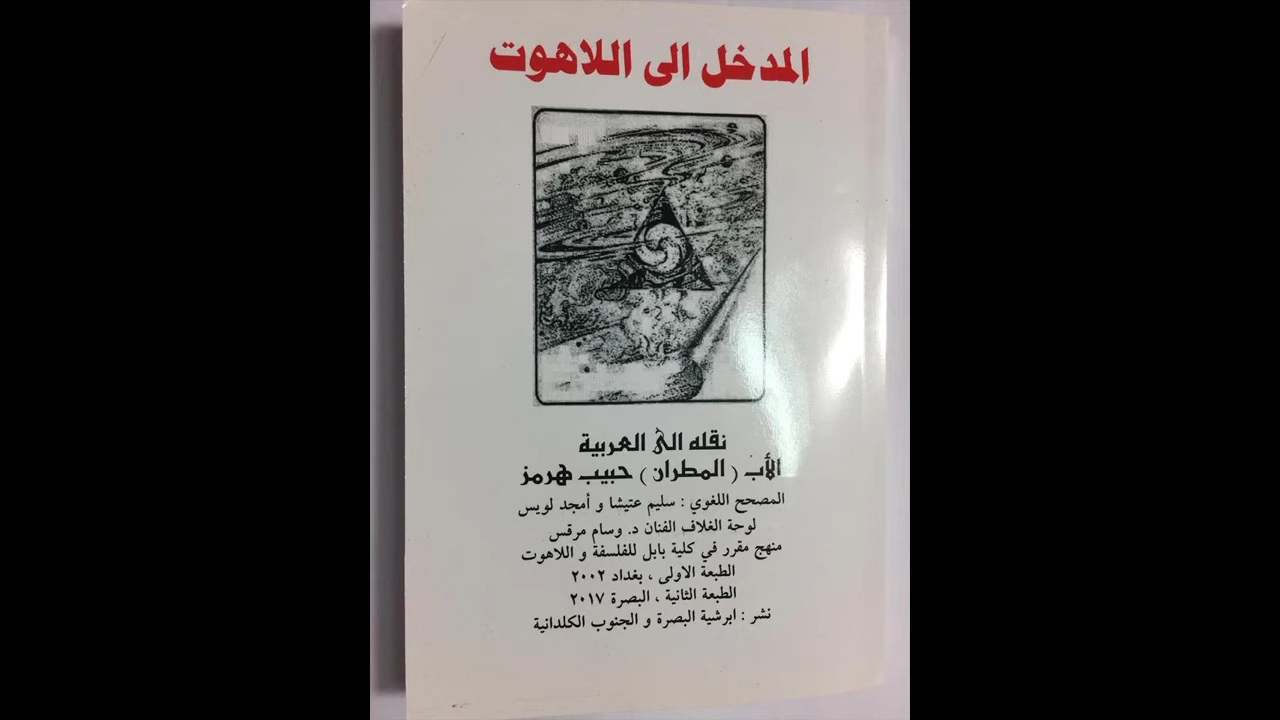 المدخل الى اللاهوت
نقله الى العربية
الأب ( المطران ) حبيب هرمز
المصحح اللغوي : سليم عتيشا و أمجد لويس
لوحة الغلاف الفنان د. وسام مرقس
منهج مقرر في كلية بابل للفلسفة و اللاهوت
الطبعة الاولى ، بغداد ٢٠٠٢
الطبعة الثانية ، البصرة ٢٠١٧
نشر : ابرشية البصرة و الجنوب الكلدانية